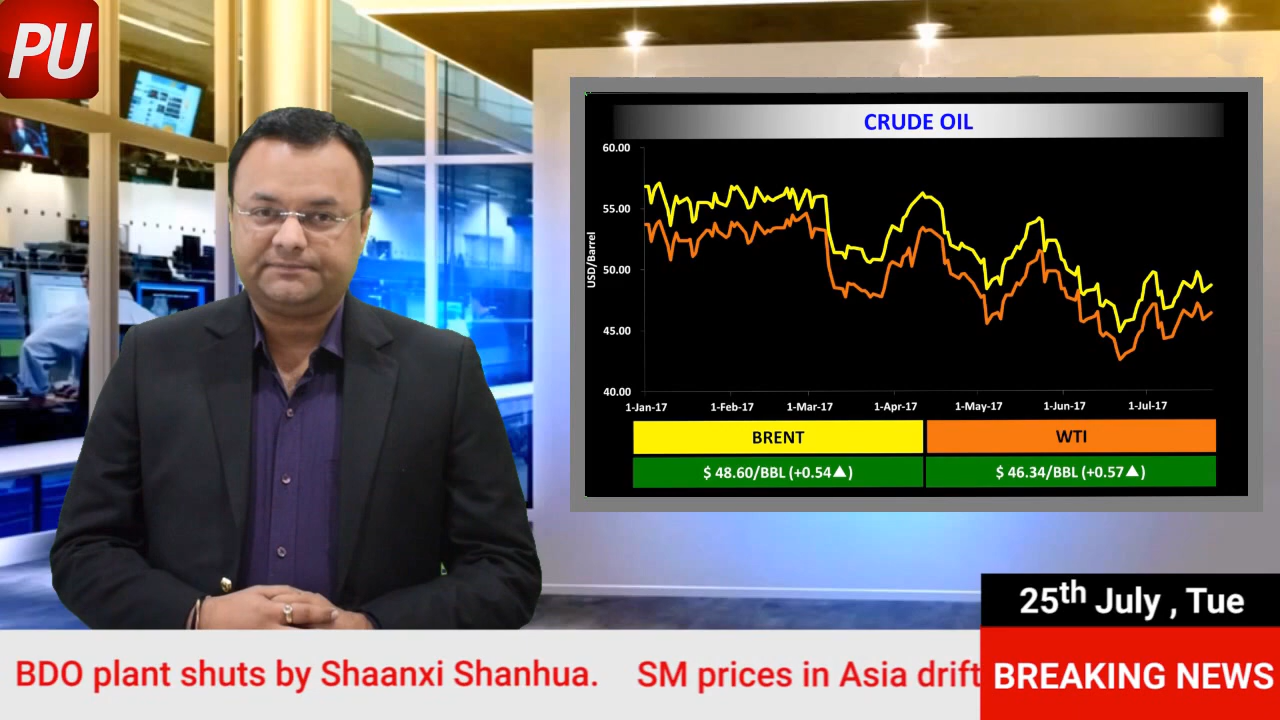 PU
CRUDE OIL
60.00
55.00
50.00
45.00
40.00
USD/Barrel
1-Jan-17 1-Feb-17 1-Mar-17 1-Apr-17 1-May-17 1-Jun-17 1-Jul-17
BRENT WTI
$ 48.60/BBL (+0.54▲) $ 46.34/BBL (+0.57▲)
25th July , Tue
BDO plant shuts by Shaanxi Shanhua. SM prices in Asia drift
BREAKING NEWS